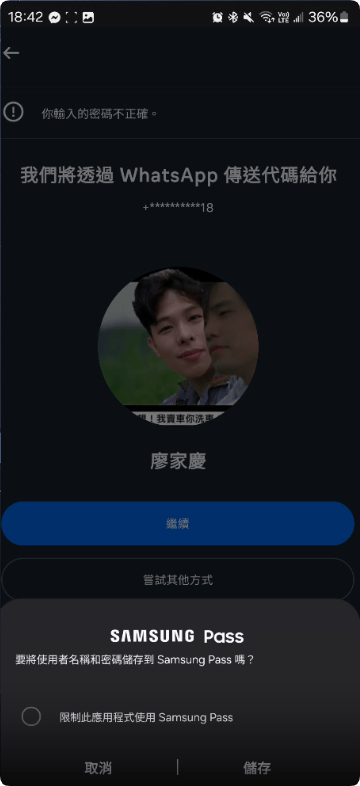 18:42
Vo) LTE 36%
你輸入的密碼不正確。
我們將透過 WhatsApp 傳送代碼給你
+**********18
！我賣車你洗車
廖家慶
繼續
嘗試其他方式
SAMSUNG Pass
要將使用者名稱和密碼儲存到 Samsung Pass 嗎？
限制此應用程式使用 Samsung Pass
取消 | 儲存